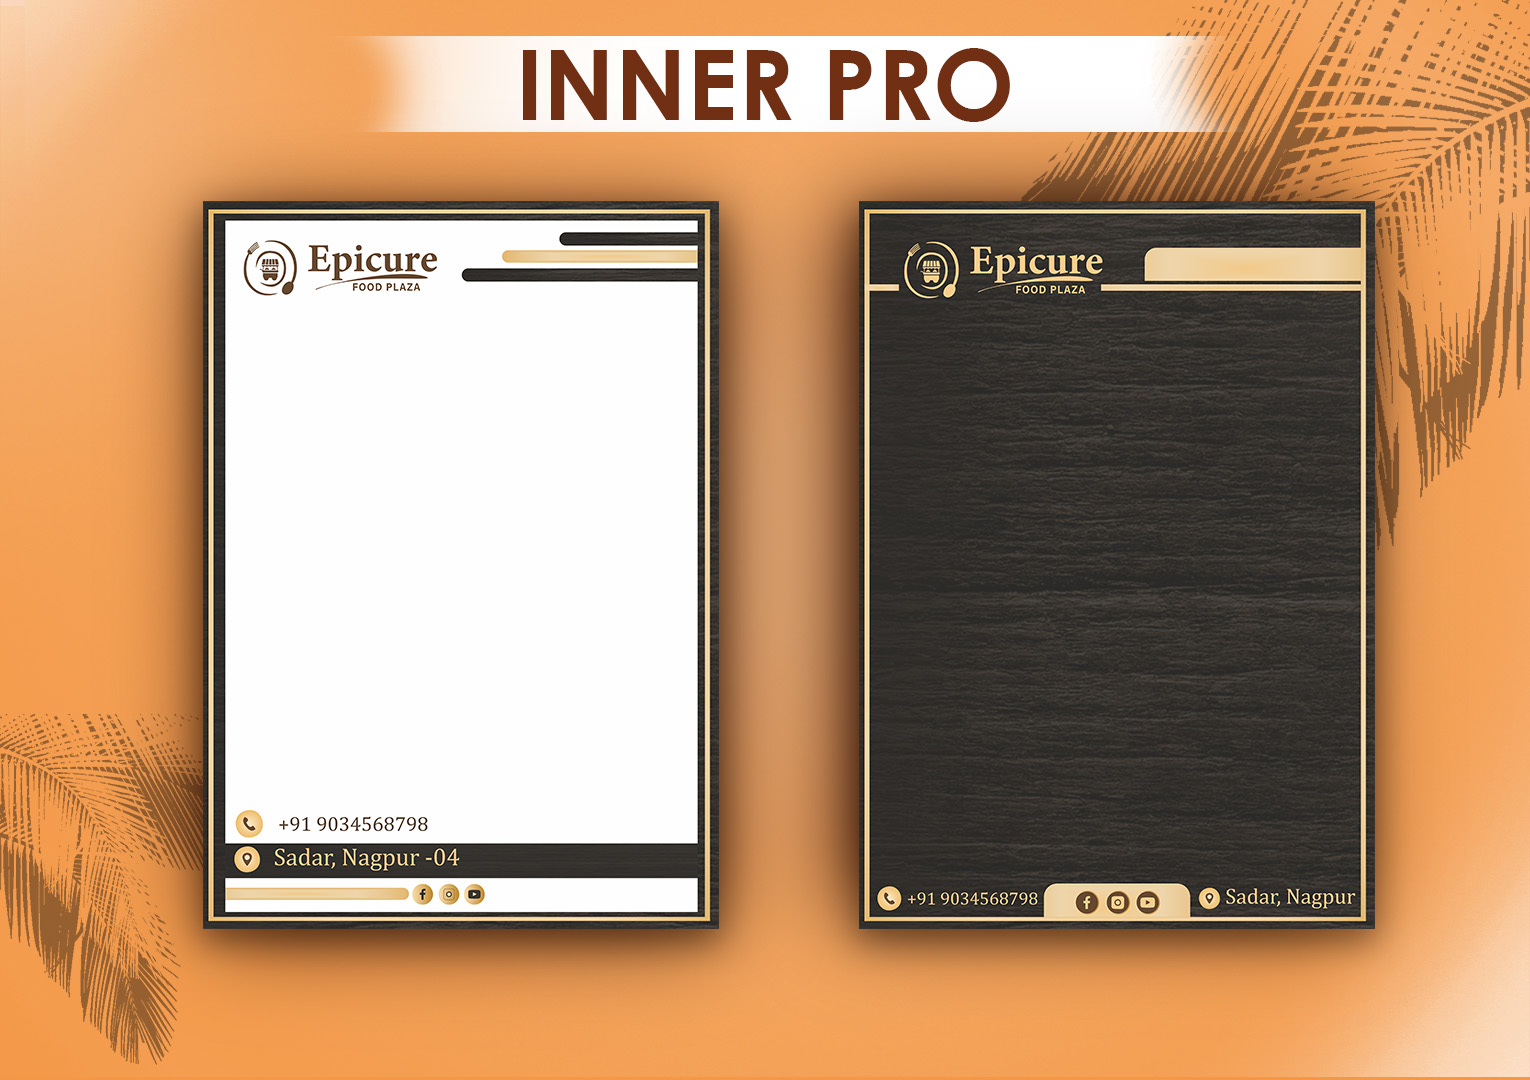 INNER PRO
Epicure
FOOD PLAZA
+91 9034568798
Sadar, Nagpur -04
Epicure
FOOD PLAZA
+91 9034568798
Sadar, Nagpur